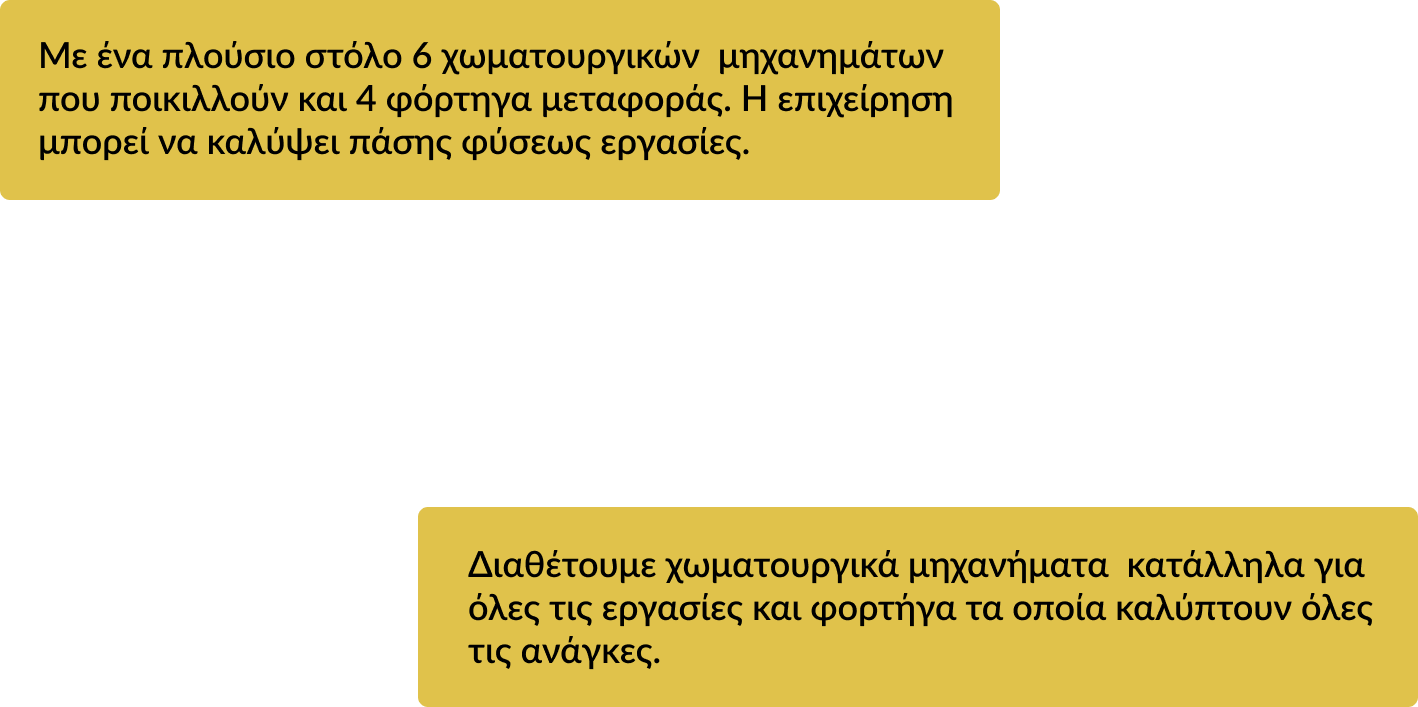 Με ένα πλούσιο στόλο 6 χωματουργικών  μηχανημάτων
που ποικιλλούν και 4 φόρτηγα μεταφοράς. Η επιχείρηση
μπορεί να καλύψει πάσης φύσεως εργασίες.
Διαθέτουμε χωματουργικά μηχανήματα  κατάλληλα για
όλες τις εργασίες και φορτήγα τα οποία καλύπτουν όλες
τις ανάγκες.